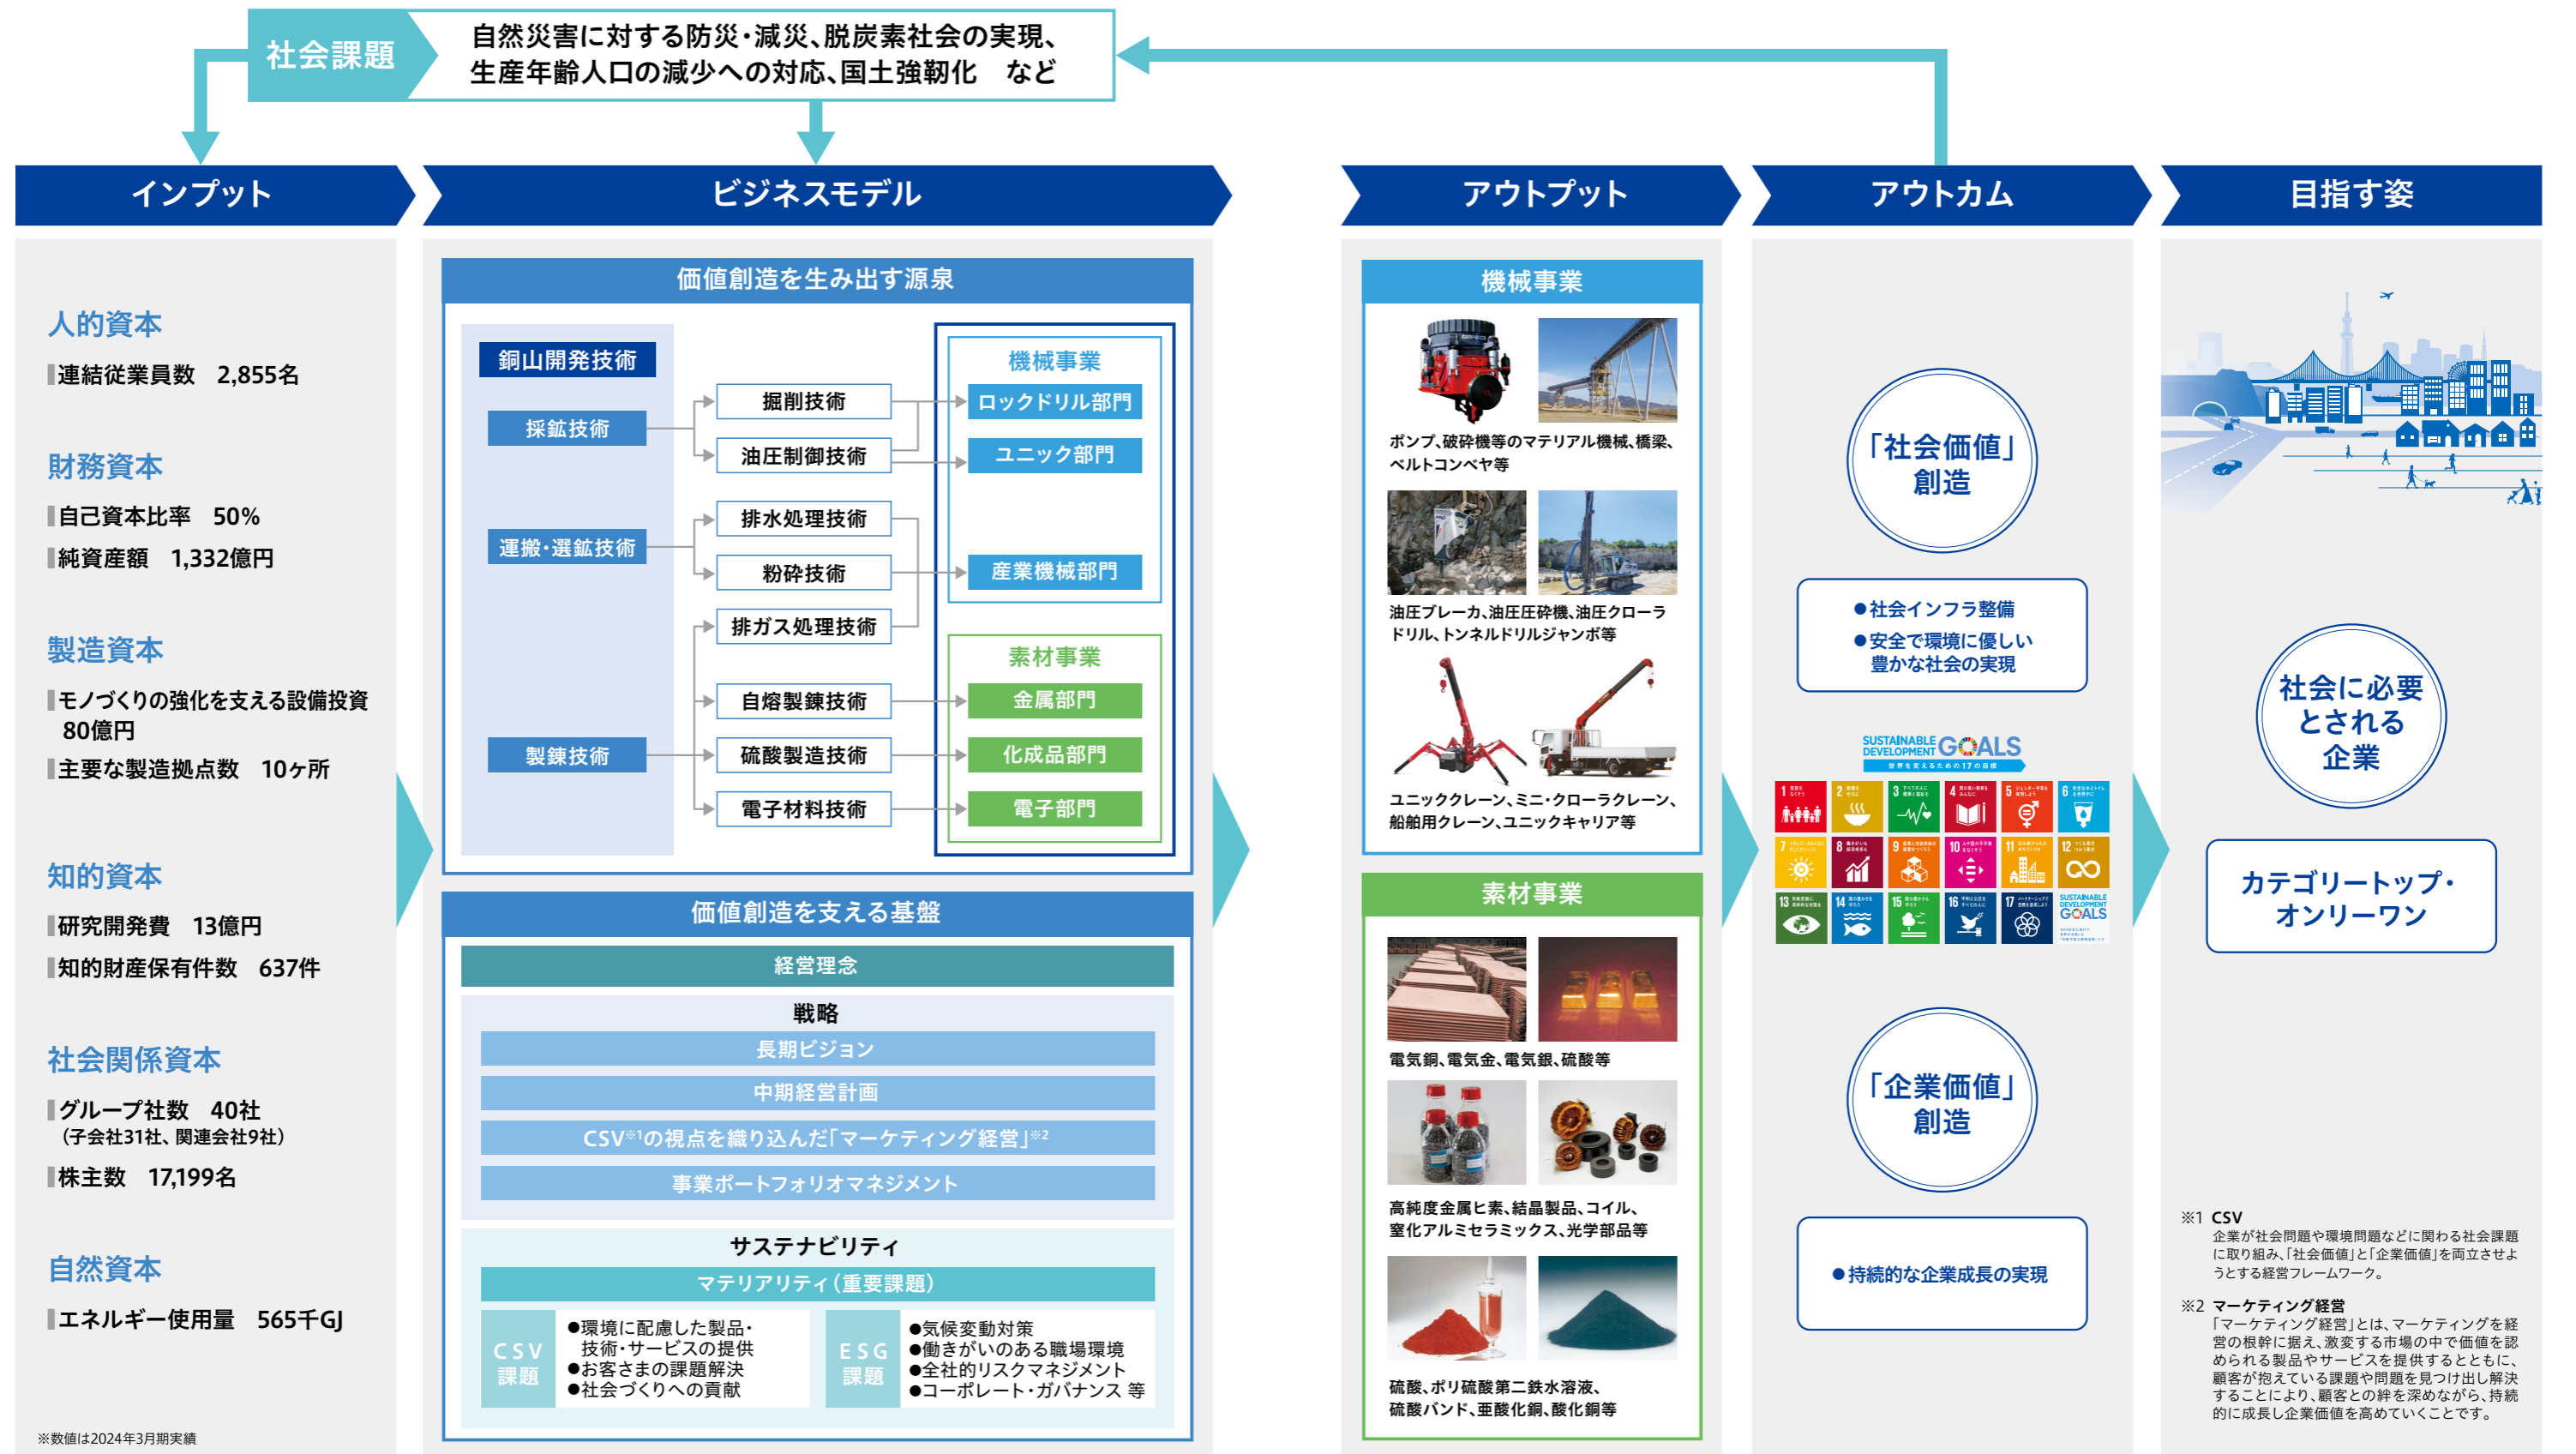 社会課題
自然災害に対する防災・減災、脱炭素社会の実現、
生産年齢人口の減少への対応、国土強靭化　など
インプット
人的資本
連結従業員数　2,855名
財務資本
自己資本比率　50%
純資産額　1,332億円
製造資本
モノづくりの強化を支える設備投資
80億円
主要な製造拠点数　10ヶ所
知的資本
研究開発費　13億円
知的財産保有件数　637件
社会関係資本
グループ社数　40社
（子会社31社、関連会社9社）
株主数　17,199名
自然資本
エネルギー使用量　565千GJ
※数値は2024年3月期実績
ビジネスモデル
価値創造を生み出す源泉
銅山開発技術
採鉱技術
運搬・選鉱技術
製錬技術
掘削技術
油圧制御技術
排水処理技術
粉砕技術
排ガス処理技術
自熔製錬技術
硫酸製造技術
電子材料技術
機械事業
ロックドリル部門
ユニック部門
産業機械部門
素材事業
金属部門
化成品部門
電子部門
価値創造を支える基盤
経営理念
戦略
長期ビジョン
中期経営計画
CSV※1の視点を織り込んだ「マーケティング経営」※2
事業ポートフォリオマネジメント
サステナビリティ
マテリアリティ（重要課題）
CSV
課題
●環境に配慮した製品・
技術・サービスの提供
●お客さまの課題解決
●社会づくりへの貢献
ESG
課題
●気候変動対策
●働きがいのある職場環境
●全社的リスクマネジメント
●コーポレート・ガバナンス 等
アウトプット
機械事業
ポンプ、破砕機等のマテリアル機械、橋梁、
ベルトコンベヤ等
油圧ブレーカ、油圧圧砕機、油圧クローラ
ドリル、トンネルドリルジャンボ等
ユニッククレーン、ミニ・クローラクレーン、
船舶用クレーン、ユニックキャリア等
素材事業
電気銅、電気金、電気銀、硫酸等
高純度金属ヒ素、結晶製品、コイル、
窒化アルミセラミックス、光学部品等
硫酸、ポリ硫酸第二鉄水溶液、
硫酸バンド、亜酸化銅、酸化銅等
アウトカム
「社会価値」
創造
●社会インフラ整備
●安全で環境に優しい
豊かな社会の実現
SUSTAINABLE
DEVELOPMENT GOALS
世界を変えるための17の目標
1
2
3
4
5
6
7
8
9
10
11
12
13
14
15
16
17
SUSTAINABLE
DEVELOPMENT
GOALS
「企業価値」
創造
●持続的な企業成長の実現
目指す姿
社会に必要
とされる
企業
カテゴリートップ・
オンリーワン
※1 CSV
企業が社会問題や環境問題などに関わる社会課題
に取り組み、「社会価値」と「企業価値」を両立させよ
うとする経営フレームワーク。
※2 マーケティング経営
「マーケティング経営」とは、マーケティングを経
営の根幹に据え、激変する市場の中で価値を認
められる製品やサービスを提供するとともに、
顧客が抱えている課題や問題を見つけ出し解決
することにより、顧客との絆を深めながら、持続
的に成長し企業価値を高めていくことです。